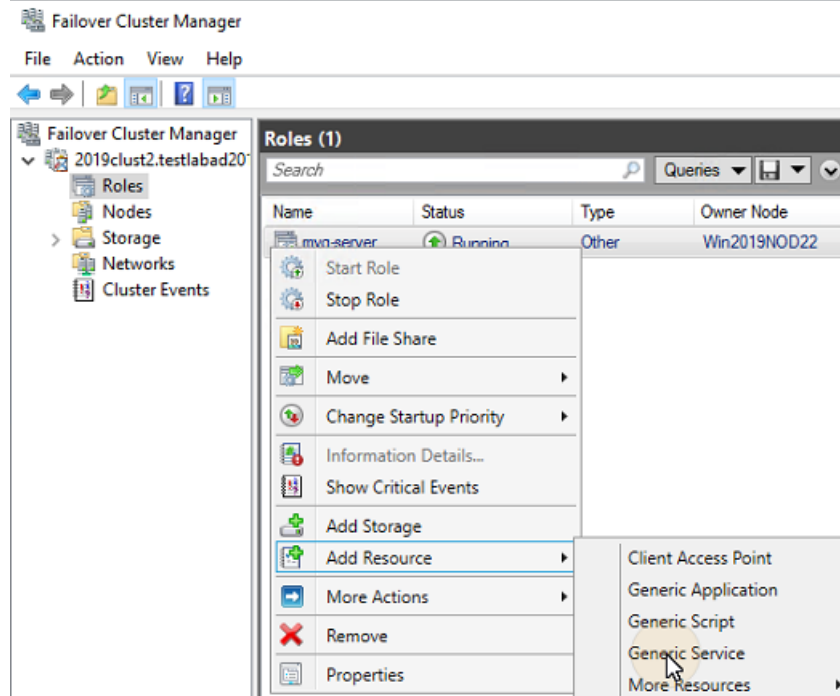 Failover Cluster Manager
File Action View Help
Failover Cluster Manager
2019clust2.testlabad20
Roles
Nodes
Storage
Networks
Cluster Events
Roles (1)
Search
Queries
Name Status Type Owner Node
myq-server Running Other Win2019NOD22
Start Role
Stop Role
Add File Share
Move
Change Startup Priority
Information Details...
Show Critical Events
Add Storage
Add Resource
More Actions
Remove
Properties
Client Access Point
Generic Application
Generic Script
Generic Service
More Resources